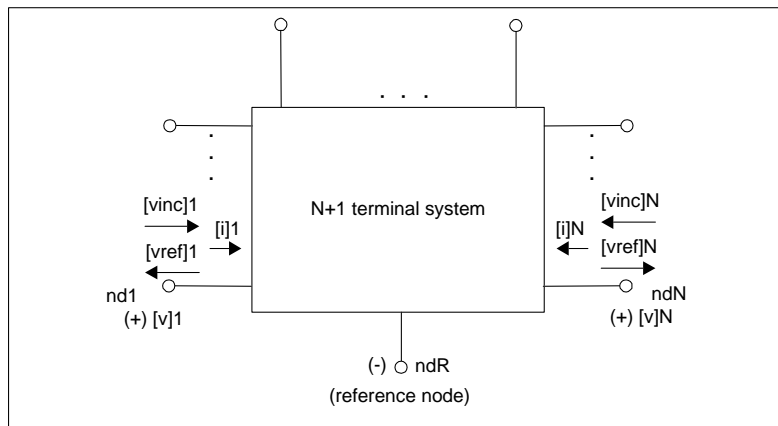 . . .
.
.
.
.
.
.
N+1 terminal system
[vinc]1
[vinc]N
[i]1
[i]N
[vref]1
[vref]N
nd1
ndN
(+) [v]1
(+) [v]N
(-)
ndR
(reference node)